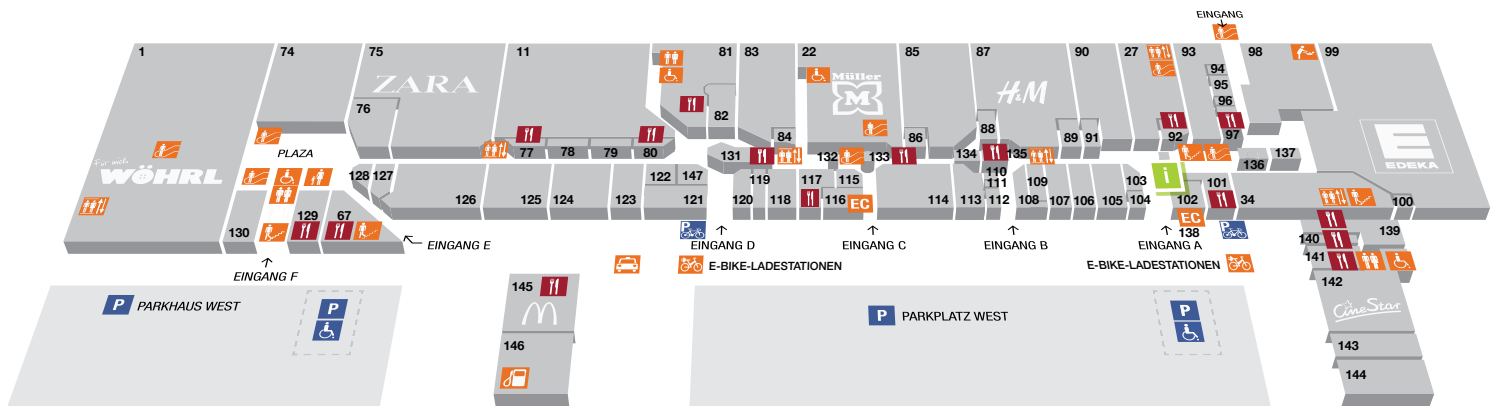 EINGANG
1
74
75
11
81
83
22
85
87
90
27
93
98
99
94
95
96
97
ZARA
Müller
M
H&M
76
82
84
86
88
89
91
92
E
EDEKA
PLAZA
77
78
79
80
131
132
133
134
135
136
137
Für mich.
WÖHRL
128
127
122
147
119
117
115
110
111
109
103
i
101
126
125
124
123
121
120
118
116
EC
114
113
112
108
107
106
105
104
102
34
100
130
129
67
EINGANG E
EINGANG F
P
EINGANG D
EINGANG C
EINGANG B
EINGANG A
EC
138
P
140
139
141
142
E-BIKE-LADESTATIONEN
E-BIKE-LADESTATIONEN
145
M
146
P PARKHAUS WEST
P
P PARKPLATZ WEST
P
CineStar
143
144